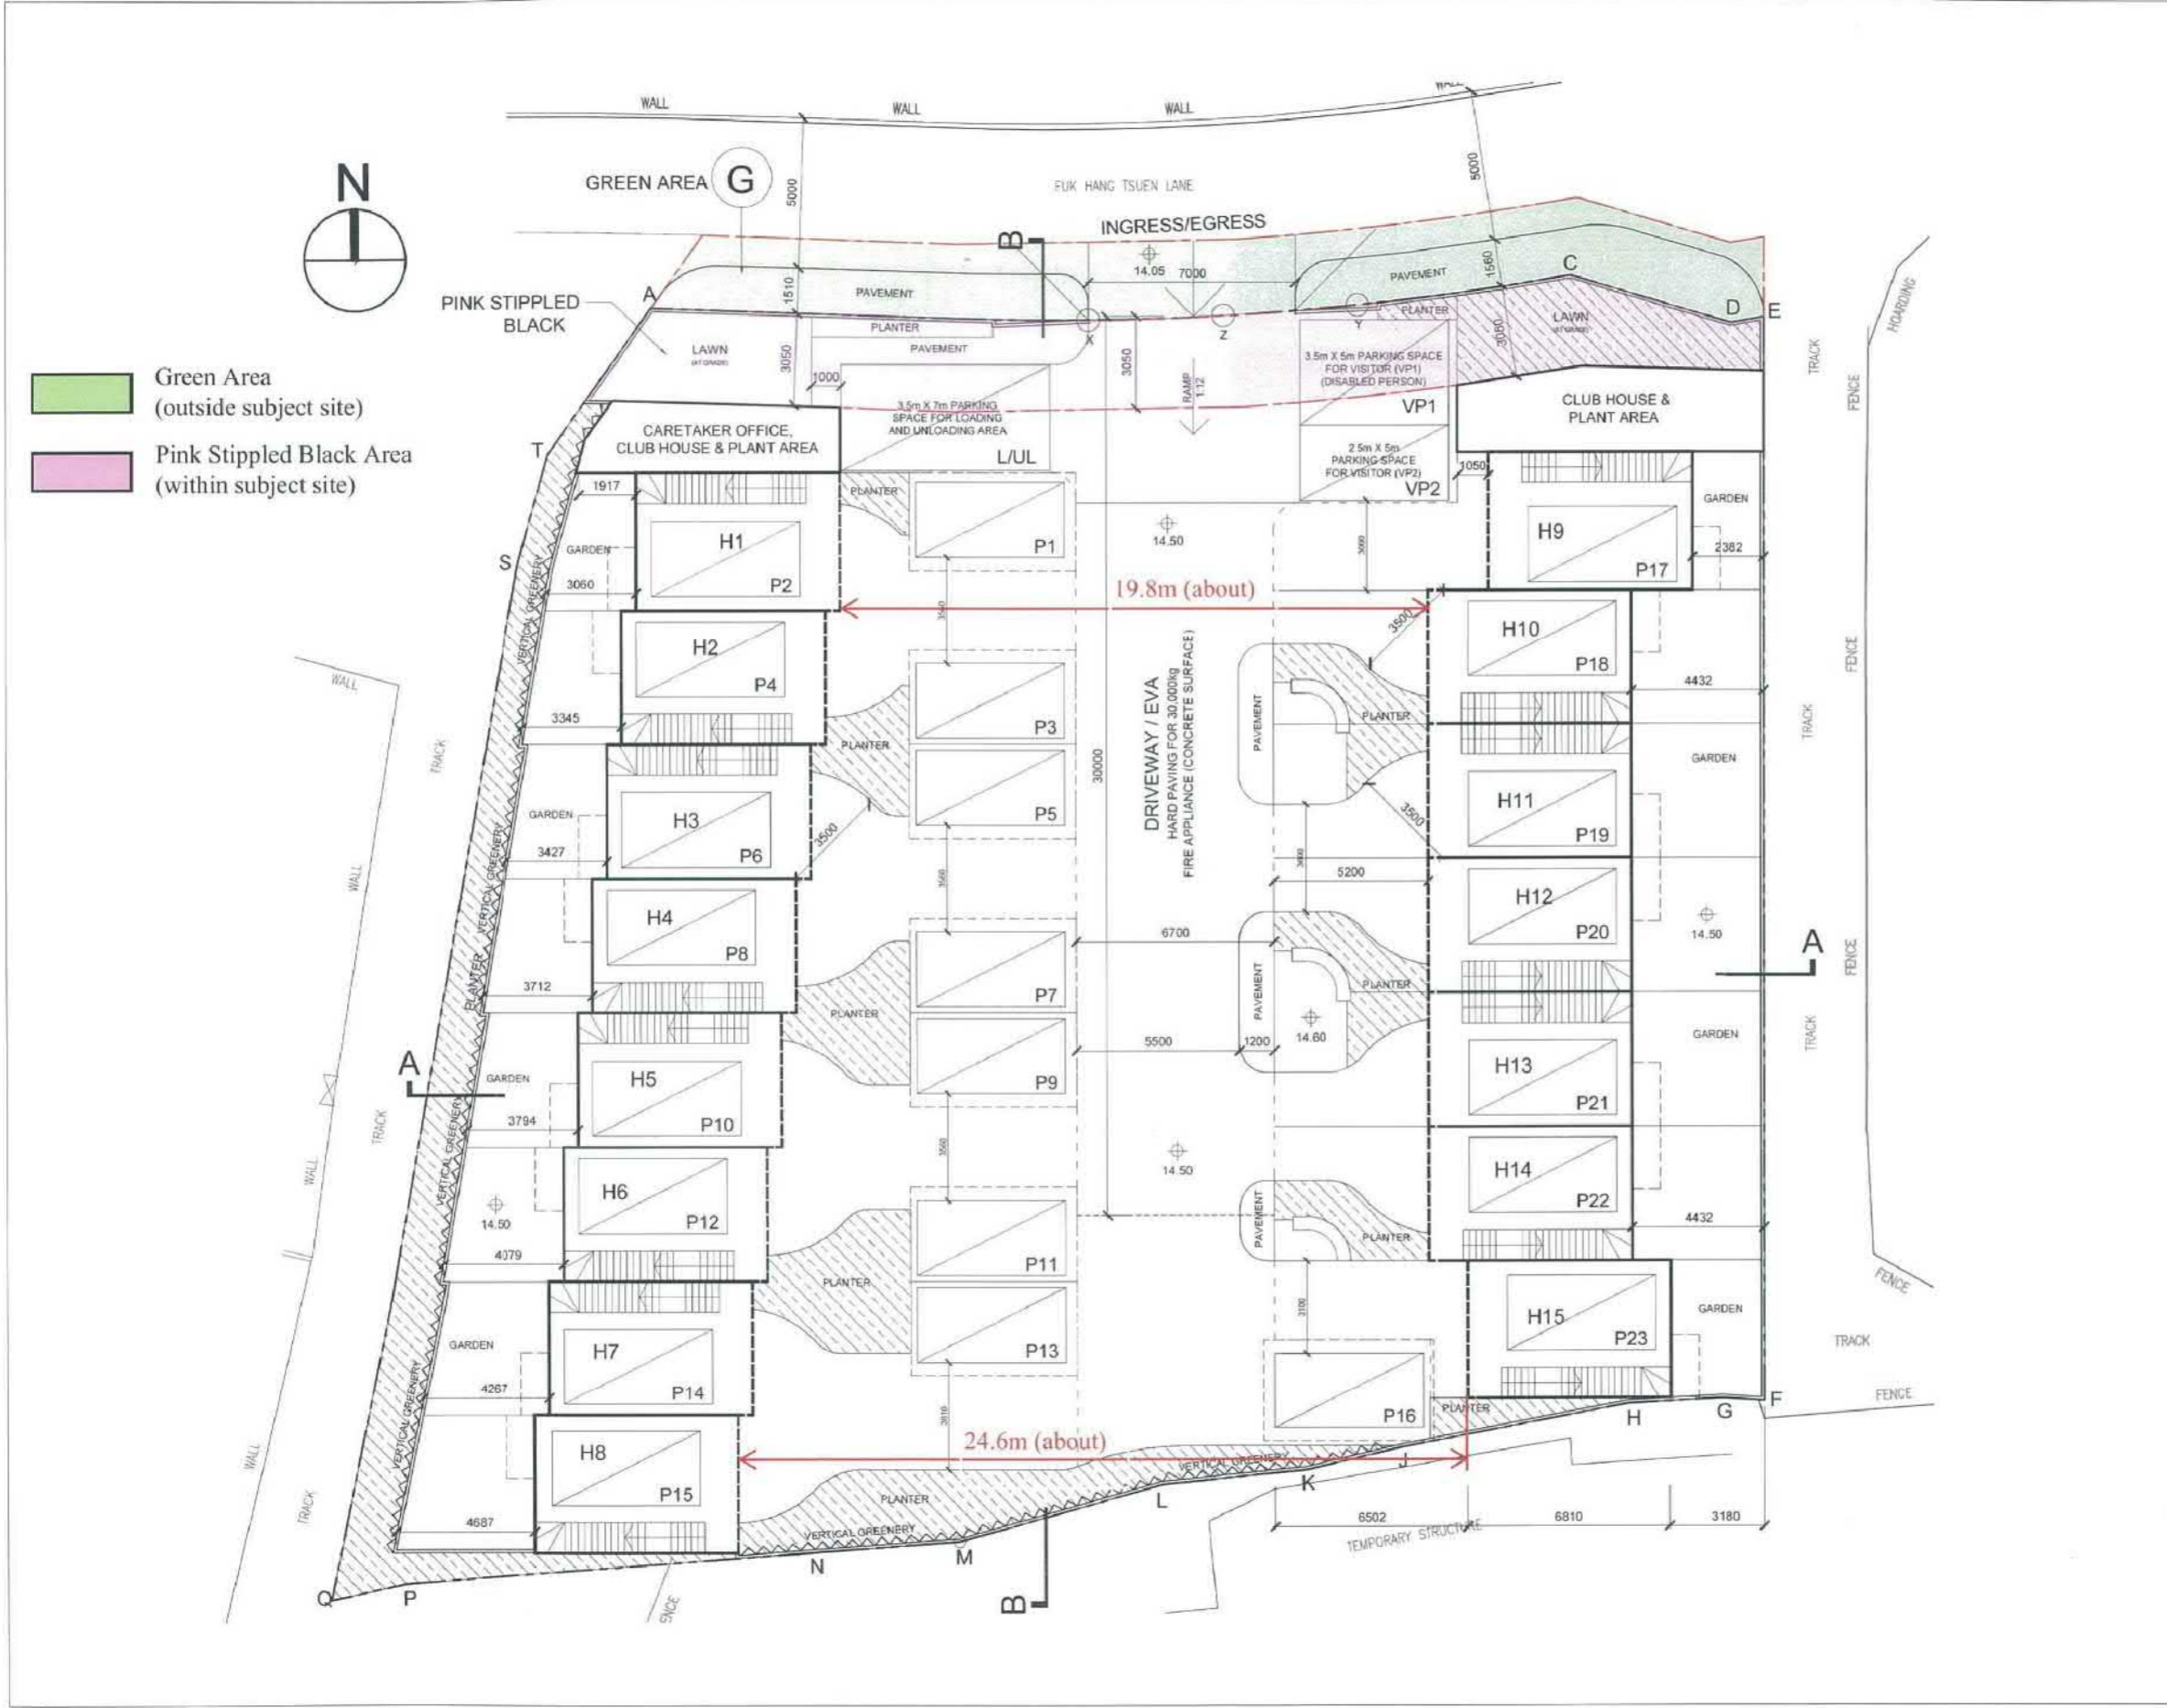 WALL
WALL
WALL
WALL
N
GREEN AREA
G
5000
FUK HANG TSUEN LANE
5000
INGRESS/EGRESS
B
14.05
7000
C
1560
PAVEMENT
PINK STIPPLED
BLACK
A
1510
PAVEMENT
D
E
HOARDING
X
Z
Y
PLANTER
PLANTER
LAWN
(AT GRADE)
LAWN
(AT GRADE)
3050
3050
3050
PAVEMENT
1000
RAMP
1:12
3.5m X 5m PARKING SPACE
FOR VISITOR (VP1)
(DISABLED PERSON)
VP1
TRACK
FENCE
Green Area
(outside subject site)
Pink Stippled Black Area
(within subject site)
3.5m X 7m PARKING
SPACE FOR LOADING
AND UNLOADING AREA
L/UL
CARETAKER OFFICE,
CLUB HOUSE & PLANT AREA
CLUB HOUSE &
PLANT AREA
2.5m X 5m
PARKING SPACE
FOR VISITOR (VP2)
VP2
1050
T
1917
PLANTER
GARDEN
S
GARDEN
3060
H1
P2
P1
14.50
3000
H9
P17
2382
19.8m (about)
VERTICAL GREENERY
H2
P4
3345
P3
PLANTER
3500
H10
P18
4432
PLANTER
PAVEMENT
FENCE
TRACK
WALL
TRACK
DRIVEWAY / EVA
HARD PAVING FOR 30,000kg
FIRE APPLIANCE (CONCRETE SURFACE)
30000
GARDEN
H3
P6
3427
3500
P5
GARDEN
H11
P19
3500
5200
WALL
VERTICAL GREENERY
PLANTER
H4
P8
3712
3560
6700
H12
P20
14.50
A
FENCE
PLANTER
P7
PLANTER
PAVEMENT
14.60
5500
1200
P9
A
GARDEN
H5
P10
3794
H13
P21
GARDEN
TRACK
TRACK
WALL
VERTICAL GREENERY
H6
P12
14.50
4079
3560
14.50
H14
P22
4432
PAVEMENT
PLANTER
P11
PLANTER
FENCE
GARDEN
H7
P14
4267
P13
3100
H15
P23
GARDEN
TRACK
FENCE
VERTICAL GREENERY
3810
P16
PLANTER
H
G
F
24.6m (about)
H8
P15
4687
PLANTER
VERTICAL GREENERY
VERTICAL GREENERY
J
K
L
M
N
P
Q
WALL
TRACK
B
6502
6810
3180
TEMPORARY STRUCTURE